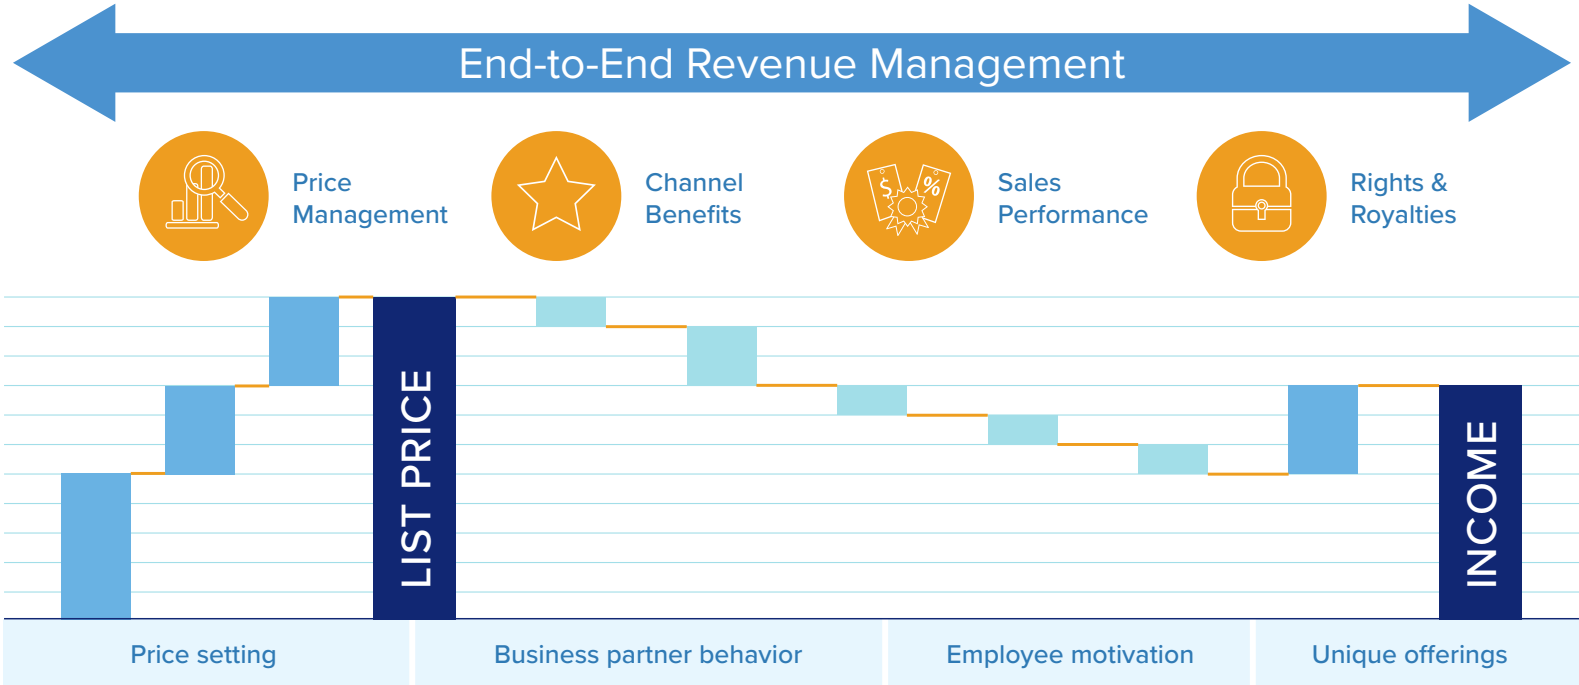 End-to-End Revenue Management
Price
Management
Channel
Benefits
$
%
Sales
Performance
Rights &
Royalties
LIST PRICE
INCOME
Price setting
Business partner behavior
Employee motivation
Unique offerings